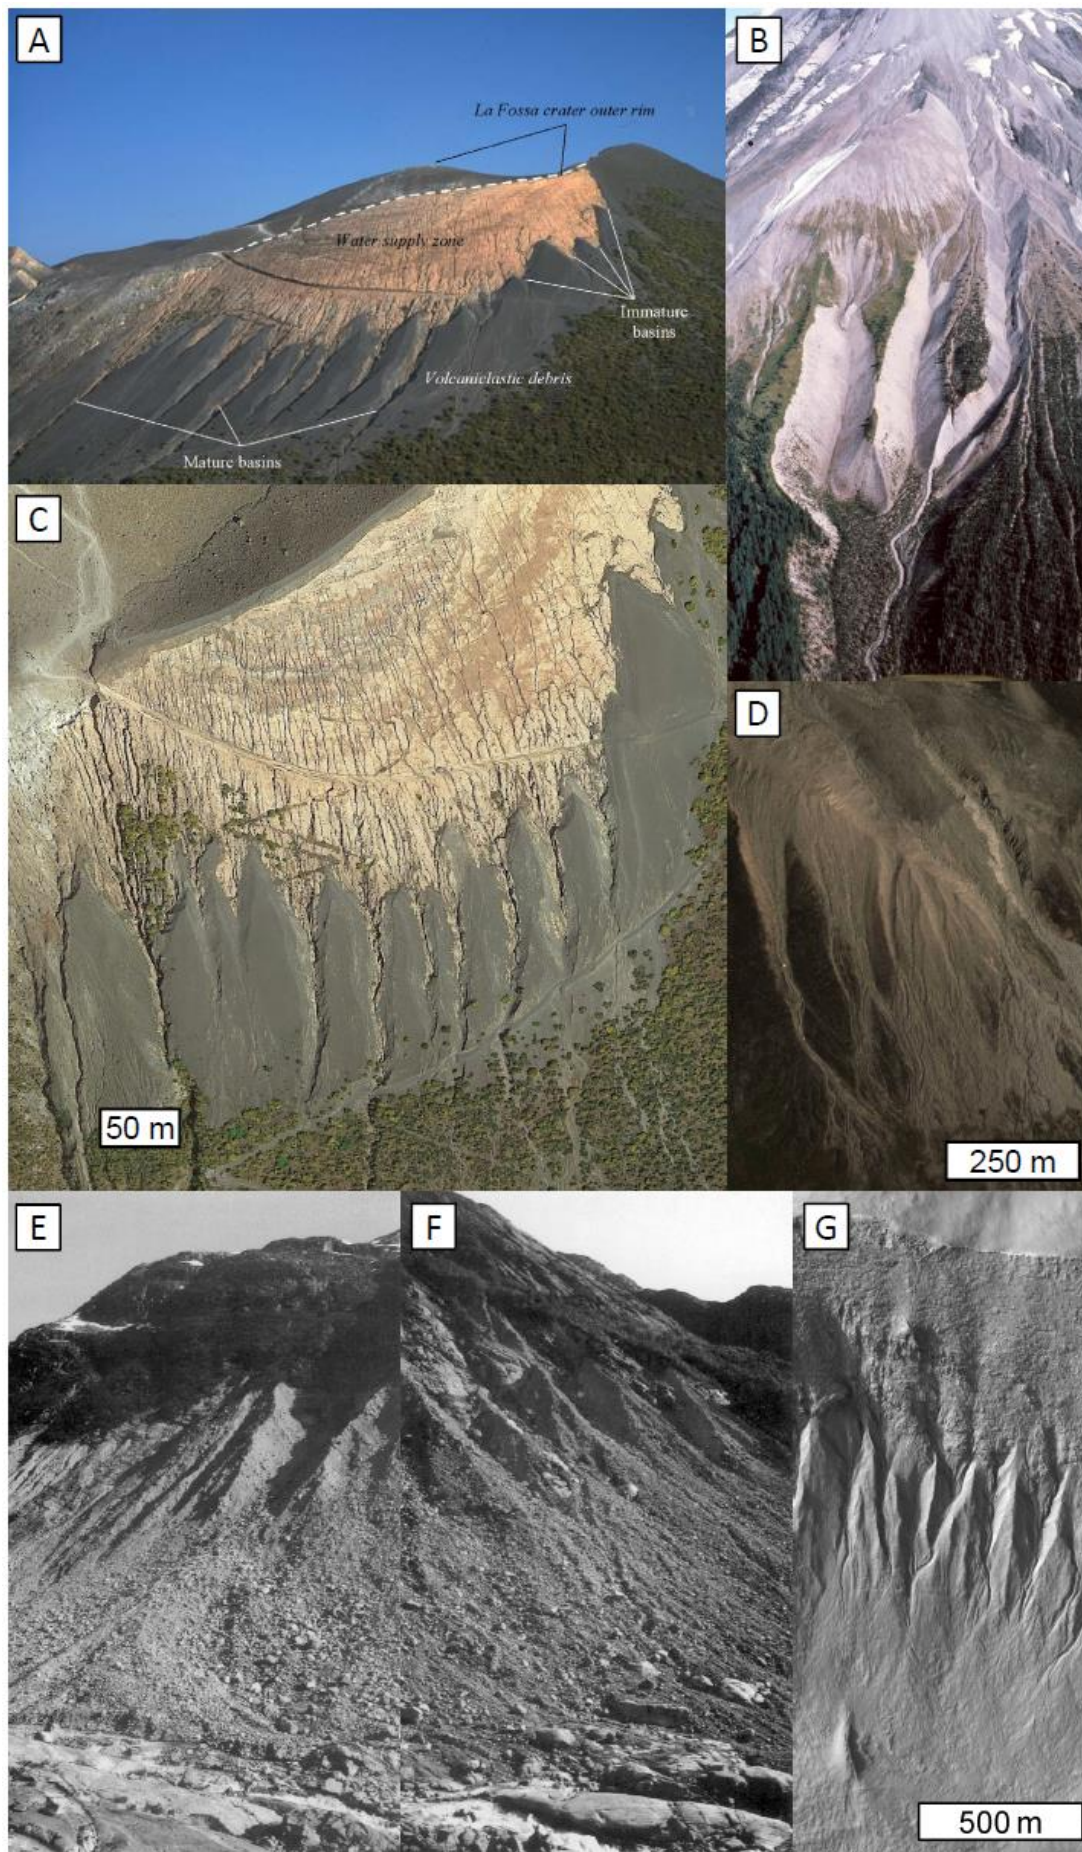 A
La Fossa crater outer rim
Water supply zone
Immature
basins
Volcaniclastic debris
Mature basins
B
C
50 m
D
250 m
E
F
G
500 m